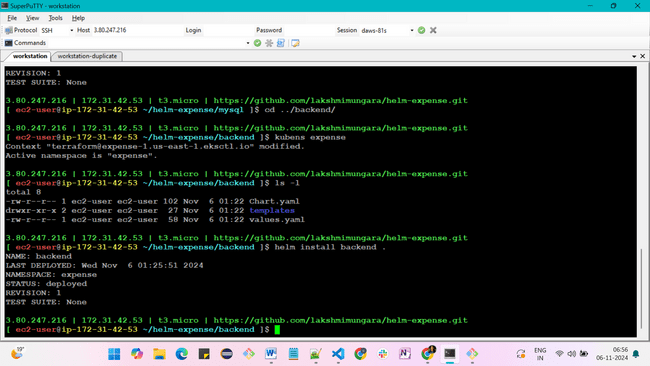 SuperPuTTY - workstation
File View Tools Help
Protocol SSH Host 3.80.247.216 Login Password Session daws-81s
Commands
workstation workstation-duplicate
REVISION: 1
TEST SUITE: None
3.80.247.216 | 172.31.42.53 | t3.micro | https://github.com/lakshmimungara/helm-expense.git
[ ec2-user@ip-172-31-42-53 ~/helm-expense/mysql ]$ cd ../backend/
3.80.247.216 | 172.31.42.53 | t3.micro | https://github.com/lakshmimungara/helm-expense.git
[ ec2-user@ip-172-31-42-53 ~/helm-expense/backend ]$ kubens expense
Context "terraform@expense-1.us-east-1.eksctl.io" modified.
Active namespace is "expense".
3.80.247.216 | 172.31.42.53 | t3.micro | https://github.com/lakshmimungara/helm-expense.git
[ ec2-user@ip-172-31-42-53 ~/helm-expense/backend ]$ ls -l
total 8
-rw-r--r-- 1 ec2-user ec2-user 102 Nov 6 01:22 Chart.yaml
drwxr-xr-x 2 ec2-user ec2-user 27 Nov 6 01:22 templates
-rw-r--r-- 1 ec2-user ec2-user 58 Nov 6 01:22 values.yaml
3.80.247.216 | 172.31.42.53 | t3.micro | https://github.com/lakshmimungara/helm-expense.git
[ ec2-user@ip-172-31-42-53 ~/helm-expense/backend ]$ helm install backend .
NAME: backend
LAST DEPLOYED: Wed Nov 6 01:25:51 2024
NAMESPACE: expense
STATUS: deployed
REVISION: 1
TEST SUITE: None
3.80.247.216 | 172.31.42.53 | t3.micro | https://github.com/lakshmimungara/helm-expense.git
[ ec2-user@ip-172-31-42-53 ~/helm-expense/backend ]$
19°
ENG
IN
06:56
06-11-2024